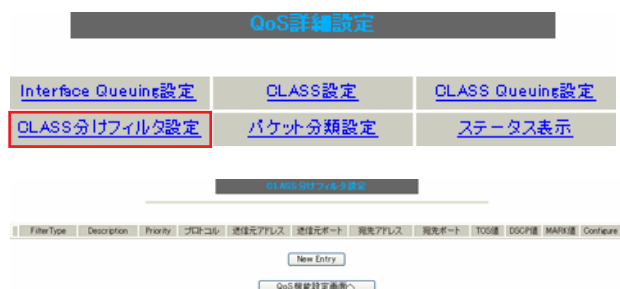 QoS詳細設定
Interface Queuing設定 CLASS設定 CLASS Queuing設定
CLASS分けフィルタ設定 パケット分類設定 ステータス表示
CLASS分けフィルタ設定
FilterType Description Priority プロトコル 送信元アドレス 送信元ポート 宛先アドレス 宛先ポート TOS値 DSCP値 MARK値 Configure
New Entry
QoS機能設定画面へ